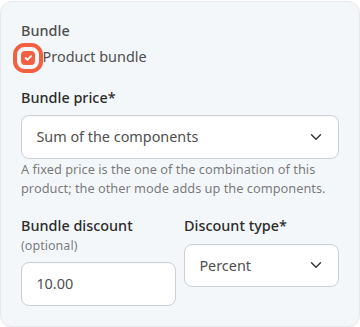 Bundle
Product bundle
Bundle price*
Sum of the components
A fixed price is the one of the combination of this
product; the other mode adds up the components.
Bundle discount
(optional)
Discount type*
10.00
Percent